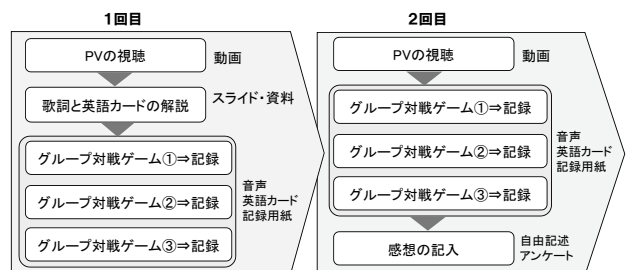 1回目
PVの視聴
動画
歌詞と英語カードの解説
スライド・資料
グループ対戦ゲーム①⇒記録
グループ対戦ゲーム②⇒記録
グループ対戦ゲーム③⇒記録
音声
英語カード
記録用紙
2回目
PVの視聴
動画
グループ対戦ゲーム①⇒記録
グループ対戦ゲーム②⇒記録
グループ対戦ゲーム③⇒記録
音声
英語カード
記録用紙
感想の記入
自由記述
アンケート